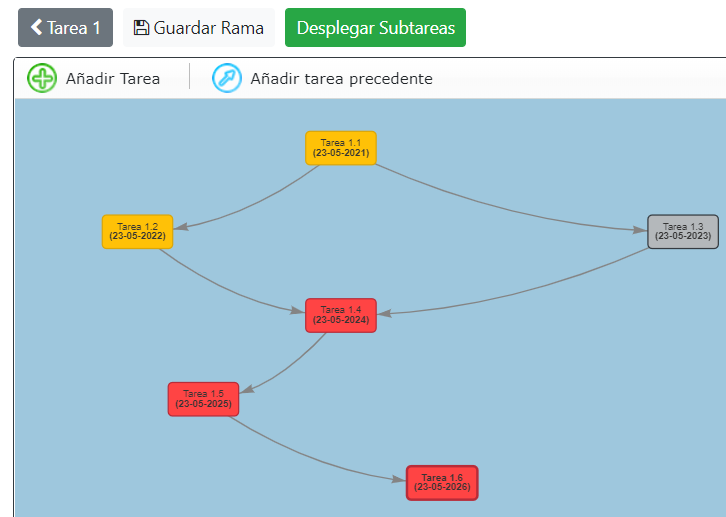 Tarea 1 Guardar Rama Desplegar Subtareas
Añadir Tarea Añadir tarea precedente
Tarea 1.1
(23-05-2021)
Tarea 1.2
(23-05-2022)
Tarea 1.3
(23-05-2023)
Tarea 1.4
(23-05-2024)
Tarea 1.5
(23-05-2025)
Tarea 1.6
(23-05-2026)